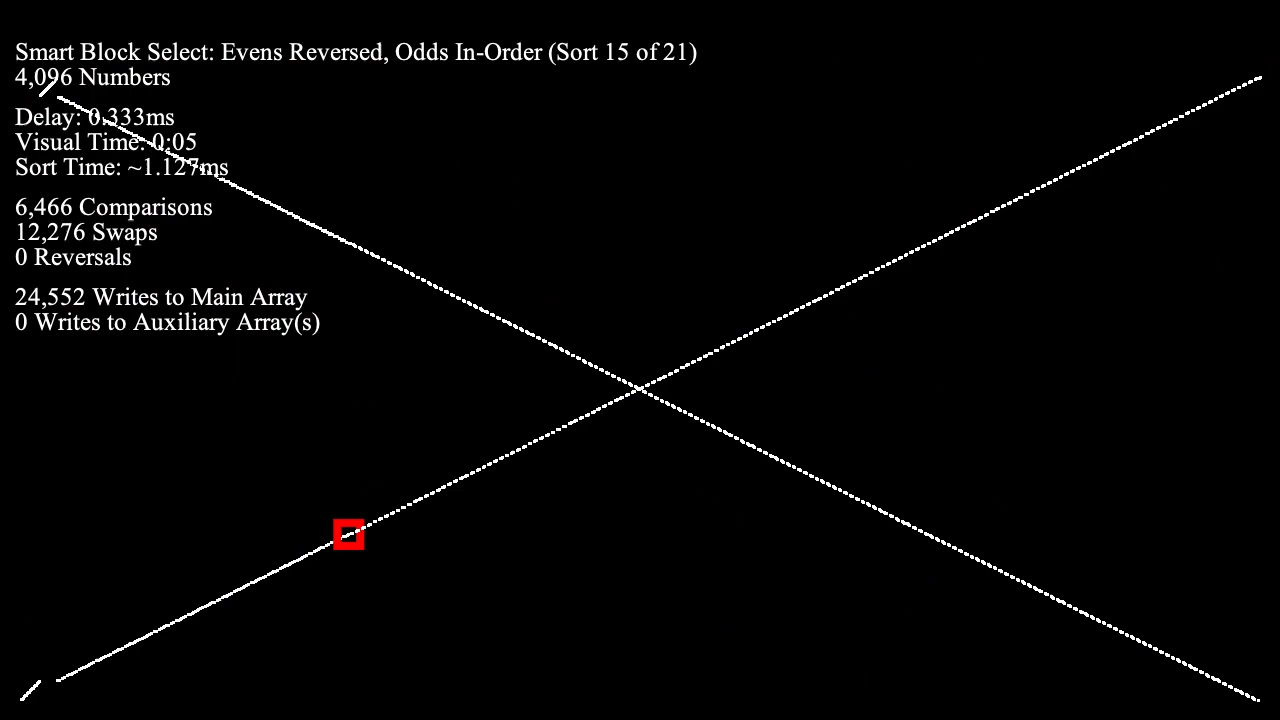 Smart Block Select: Evens Reversed, Odds In-Order (Sort 15 of 21)
4,096 Numbers
Delay: 0.333ms
Visual Time: 0:05
Sort Time: ~1.127ms
6,466 Comparisons
12,276 Swaps
0 Reversals
24,552 Writes to Main Array
0 Writes to Auxiliary Array(s)